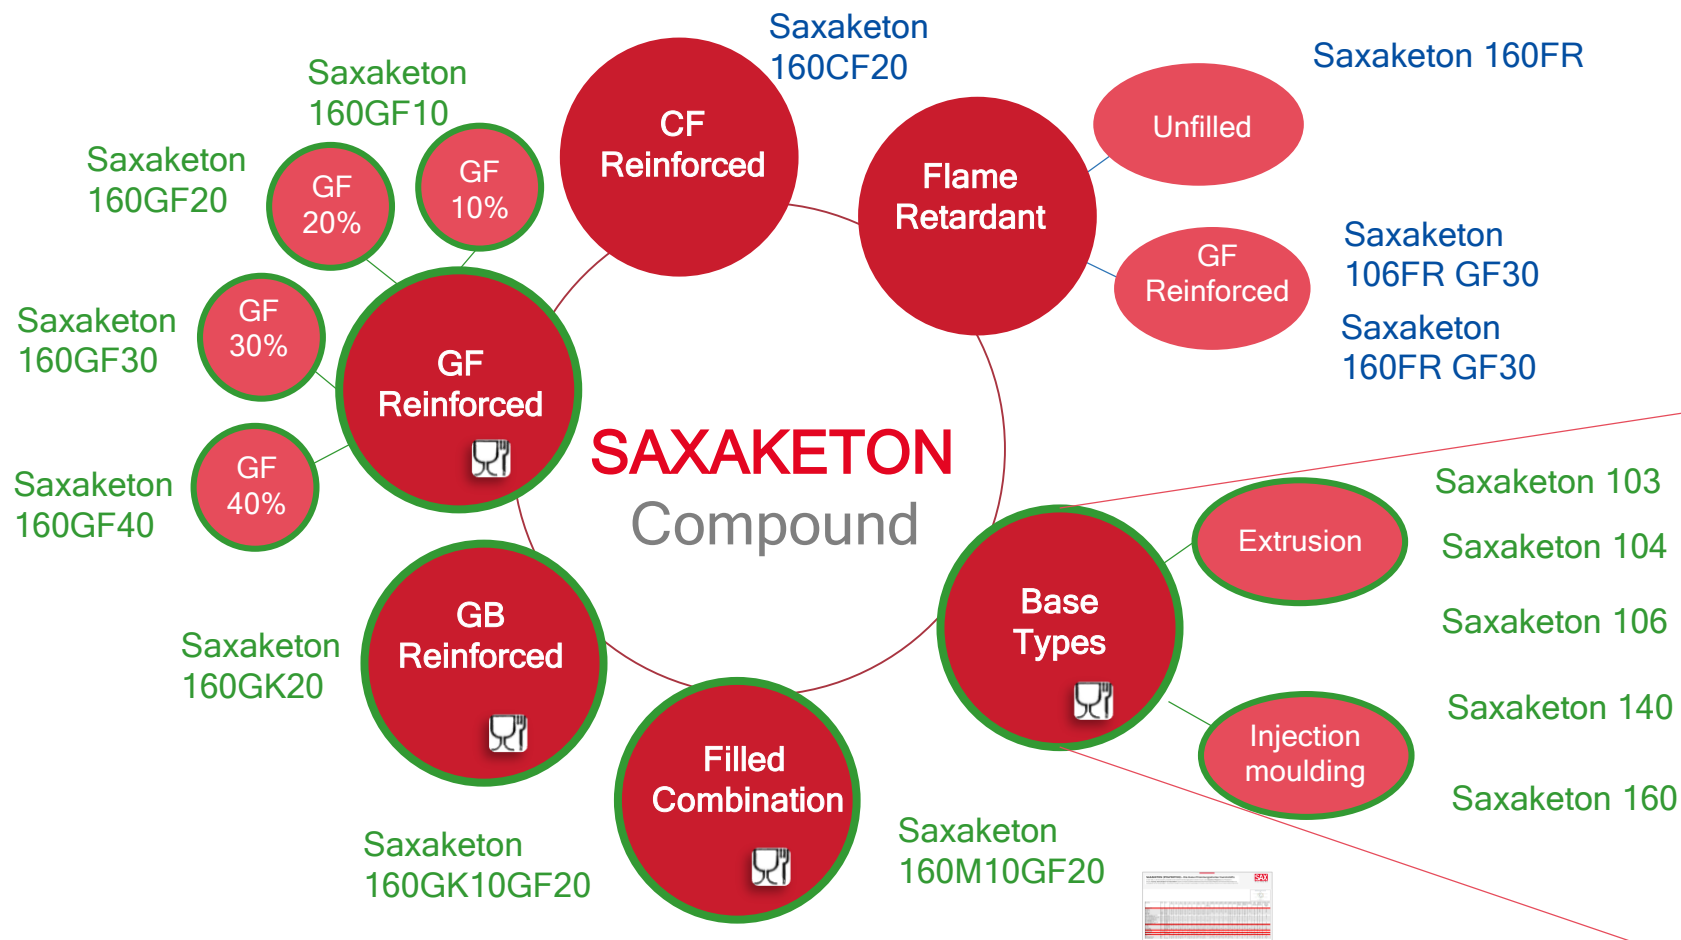 Saxaketon
160CF20
Saxaketon 160FR
Saxaketon
160GF10
CF
Reinforced
Unfilled
Saxaketon
160GF20
GF
20%
GF
10%
Flame
Retardant
Saxaketon
106FR GF30
GF
Reinforced
Saxaketon
160GF30
GF
30%
Saxaketon
160FR GF30
GF
Reinforced
SAXAKETON
Compound
Saxaketon
160GF40
GF
40%
Saxaketon 103
Extrusion
Saxaketon 104
Base
Types
Saxaketon 106
GB
Reinforced
Saxaketon
160GK20
Saxaketon 140
Injection
moulding
Filled
Combination
Saxaketon 160
Saxaketon
160GK10GF20
Saxaketon
160M10GF20
SAX